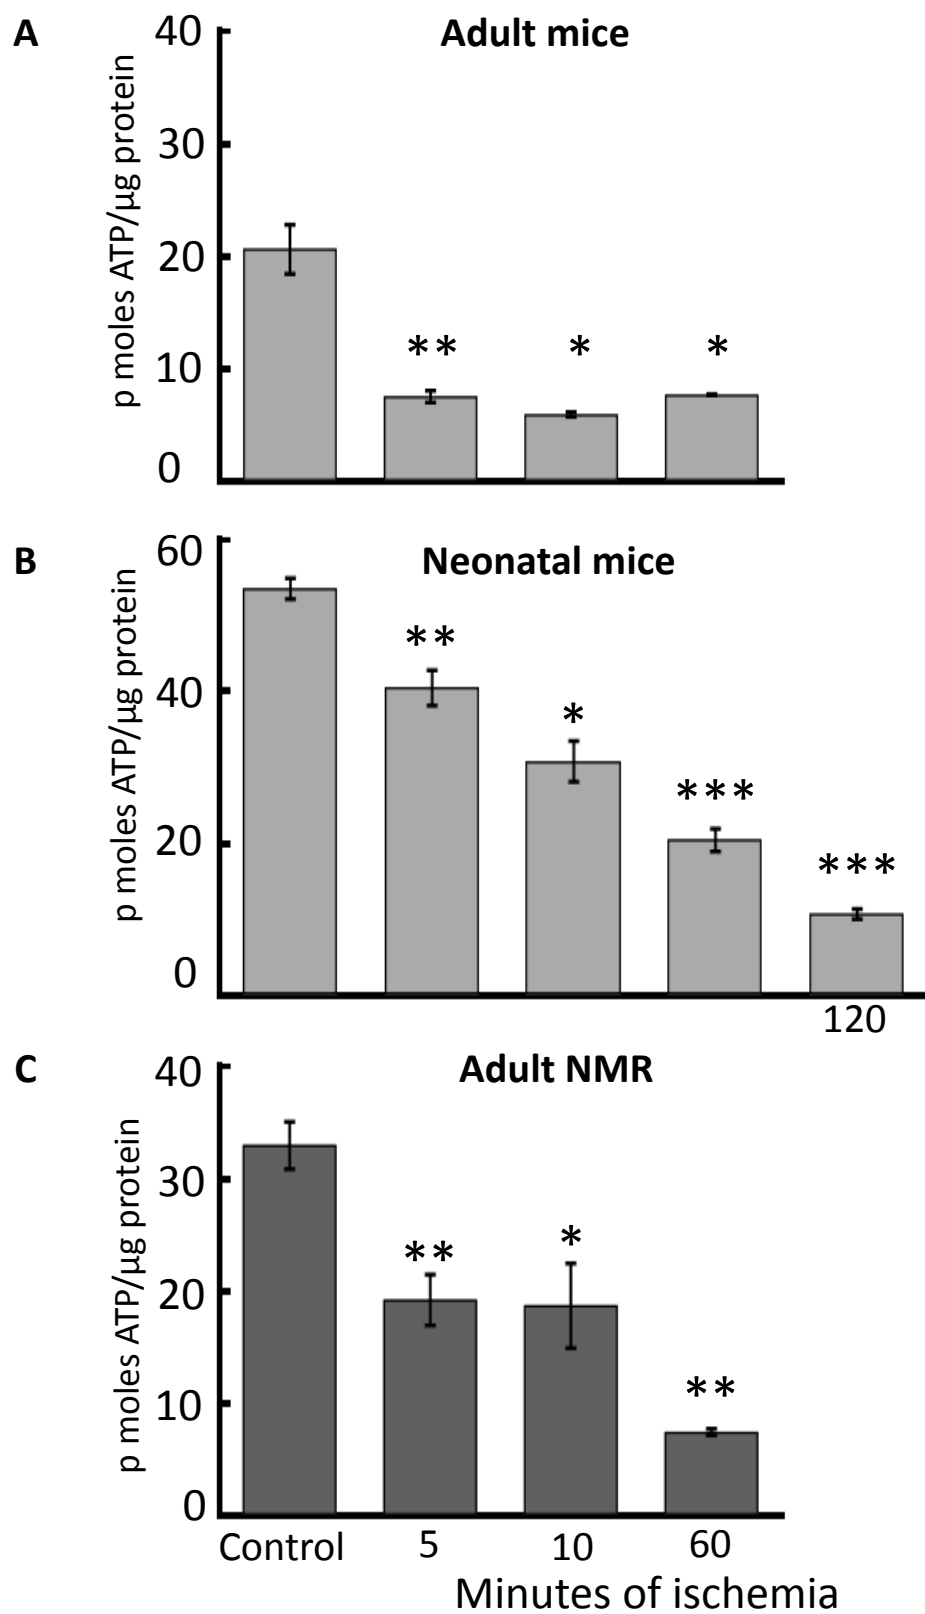 A
Adult mice
40
30
20
10
0
p moles ATP/µg protein
**
*
*
B
Neonatal mice
60
40
20
0
p moles ATP/µg protein
**
*
***
***
120
C
Adult NMR
40
30
20
10
0
p moles ATP/µg protein
**
*
**
Control 5 10 60
Minutes of ischemia